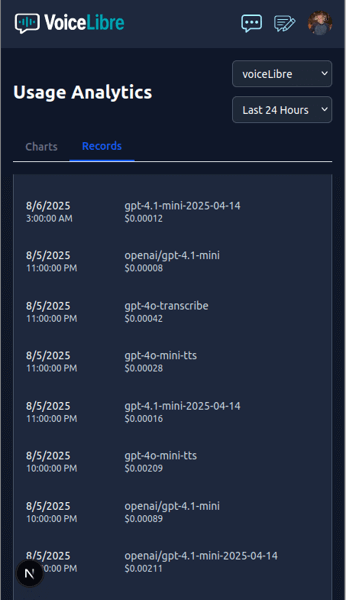 VoiceLibre
voiceLibre
Usage Analytics
Last 24 Hours
Charts Records
8/6/2025 gpt-4.1-mini-2025-04-14
3:00:00 AM $0.00012
8/5/2025 openai/gpt-4.1-mini
11:00:00 PM $0.00008
8/5/2025 gpt-4o-transcribe
11:00:00 PM $0.00042
8/5/2025 gpt-4o-mini-tts
11:00:00 PM $0.00028
8/5/2025 gpt-4.1-mini-2025-04-14
11:00:00 PM $0.00016
8/5/2025 gpt-4o-mini-tts
10:00:00 PM $0.00209
8/5/2025 openai/gpt-4.1-mini
10:00:00 PM $0.00089
8/5/2025 openai/gpt-4.1-mini-2025-04-14
N :00:00 PM $0.00211